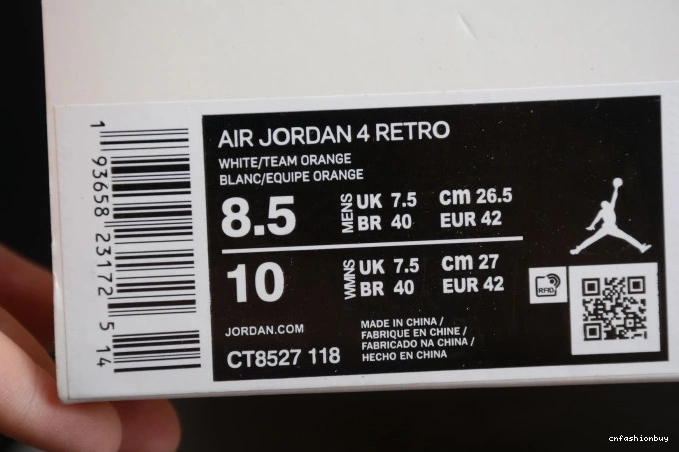 1 93658 23172 5 14
AIR JORDAN 4 RETRO
WHITE/TEAM ORANGE
BLANC/EQUIPE ORANGE
8.5 MENS UK 7.5 cm 26.5
BR 40 EUR 42
10 WMNS UK 7.5 cm 27
BR 40 EUR 42
RFID
JORDAN.COM
CT8527 118
MADE IN CHINA /
FABRIQUE EN CHINE /
FABRICADO NA CHINA /
HECHO EN CHINA
cnfashionbuy